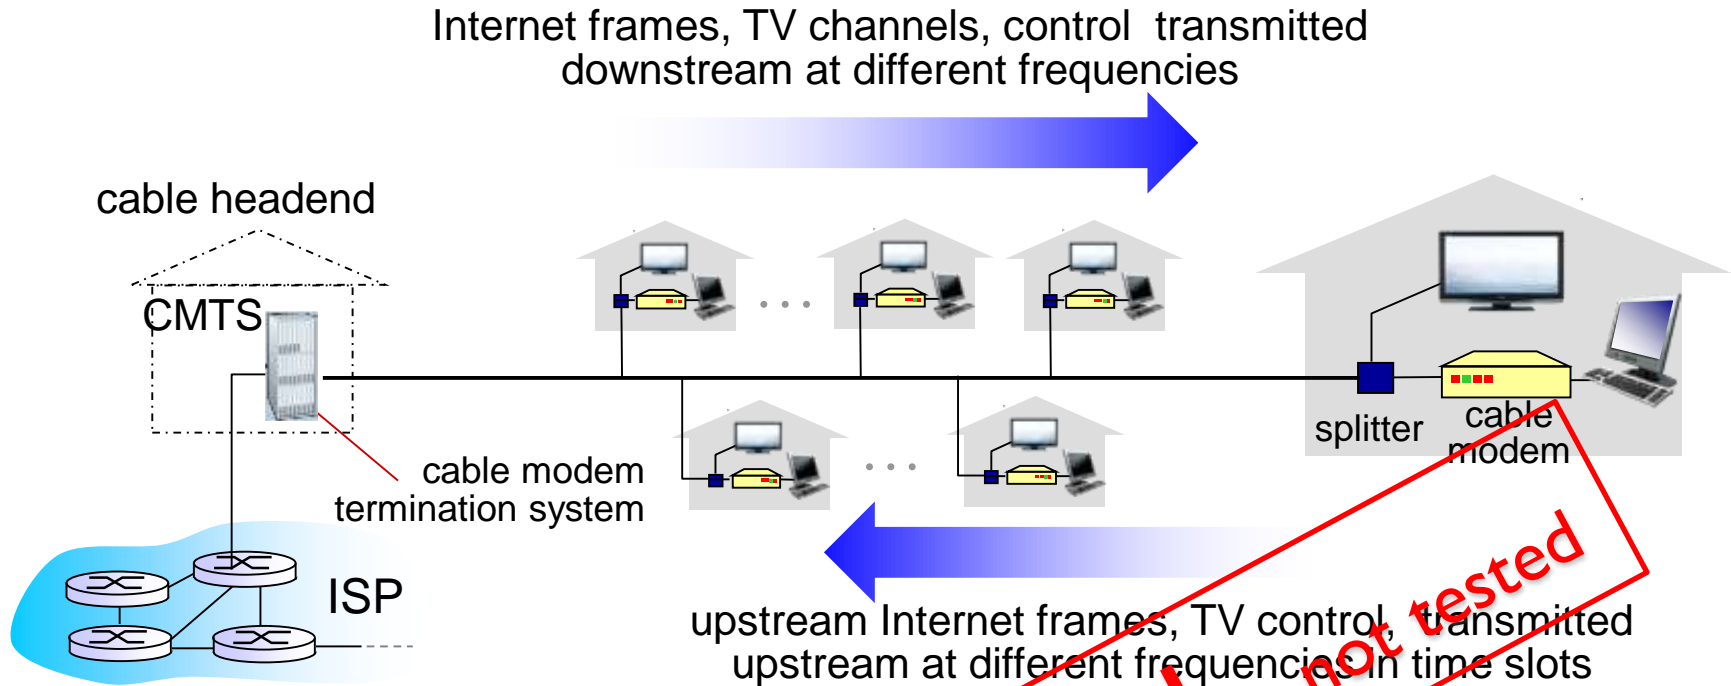 Internet frames, TV channels, control transmitted
downstream at different frequencies
cable headend
CMTS
cable modem
termination system
ISP
splitter
cable
modem
upstream Internet frames, TV control, transmitted
upstream at different frequencies in time slots
not tested